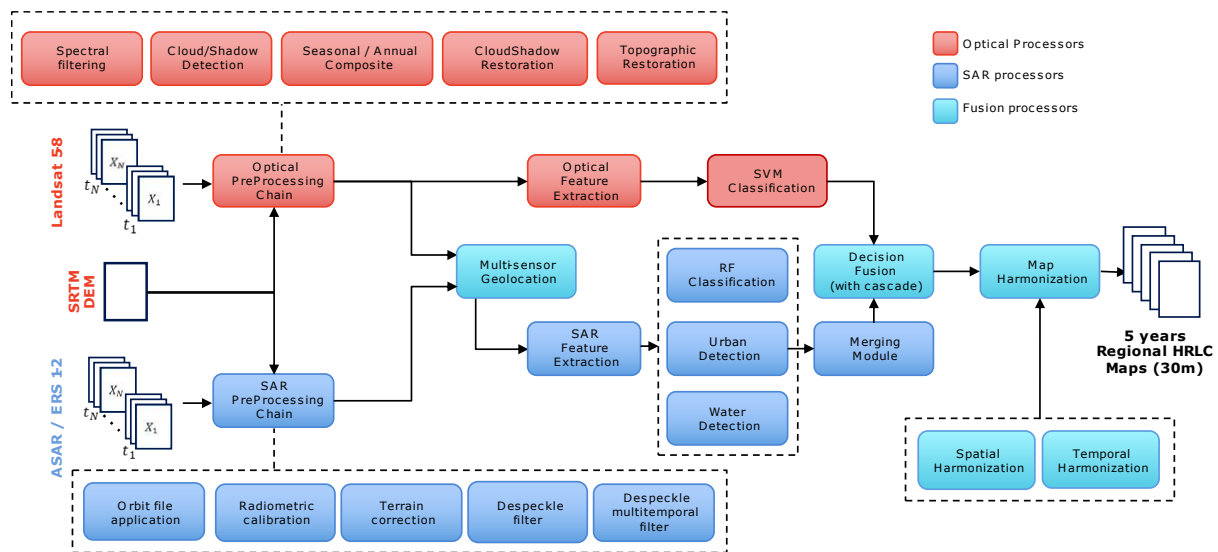 Spectral
filtering
Cloud/Shadow
Detection
Seasonal / Annual
Composite
CloudShadow
Restoration
Topographic
Restoration
Optical Processors
SAR processors
Fusion processors
Landsat 58
X_N
X_1
t_N
t_1
Optical
PreProcessing
Chain
Optical
Feature
Extraction
SVM
Classification
SRTM
DEM
Multi-sensor
Geolocation
RF
Classification
Decision
Fusion
(with cascade)
Map
Harmonization
SAR
Feature
Extraction
Urban
Detection
Merging
Module
5 years
Regional HRLC
Maps (30m)
ASAR / ERS 12
X_N
X_1
t_N
t_1
SAR
PreProcessing
Chain
Water
Detection
Spatial
Harmonization
Temporal
Harmonization
Orbit file
application
Radiometric
calibration
Terrain
correction
Despeckle
filter
Despeckle
multitemporal
filter